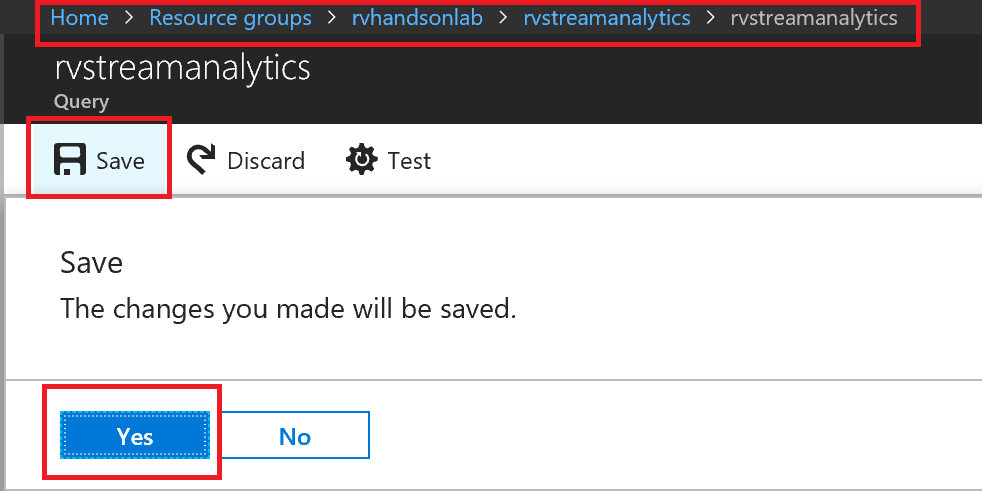 Home > Resource groups > rvhandsonlab > rvstreamanalytics > rvstreamanalytics
rvstreamanalytics
Query
Save Discard Test
Save
The changes you made will be saved.
Yes No